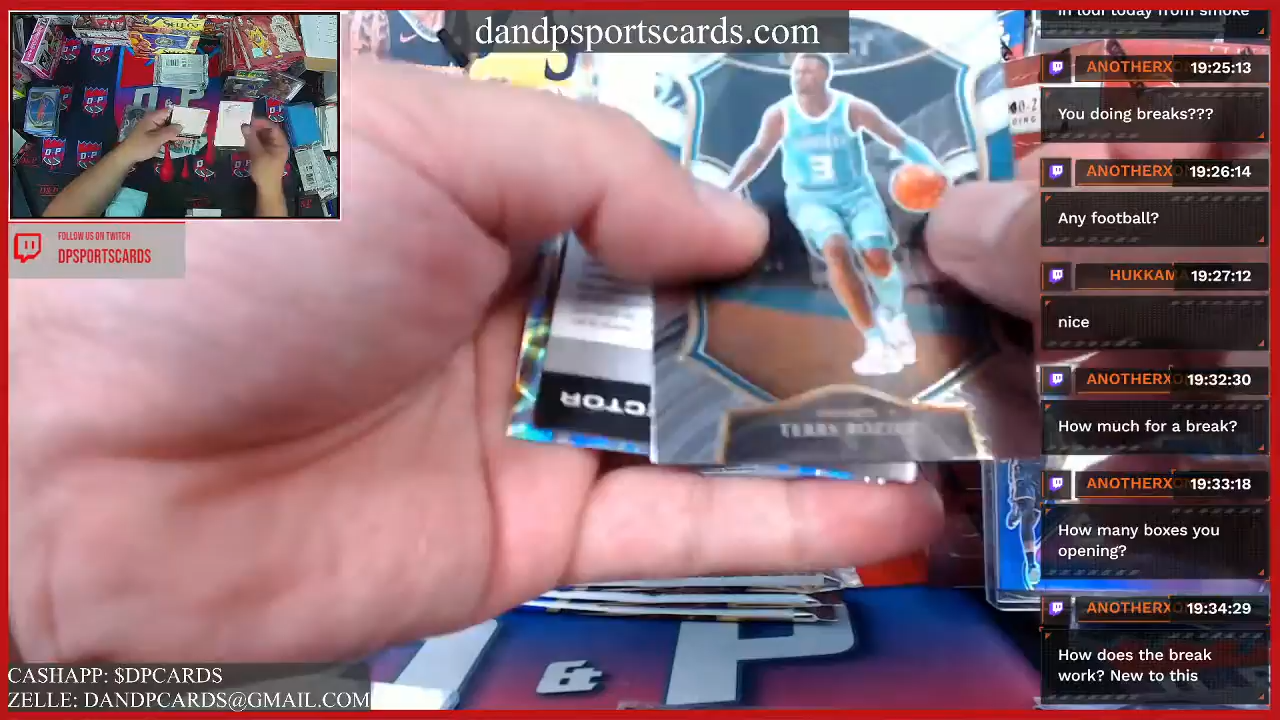 dandpsportscards.com
FOLLOW US ON TWITCH
DPSPORTSCARDS
3
TERRY ROZIER
CASHAPP: $DPCARDS
ZELLE: DANDPCARDS@GMAIL.COM
ANOTHERX 19:25:13
You doing breaks???
ANOTHERX 19:26:14
Any football?
HUKKAM 19:27:12
nice
ANOTHERX 19:32:30
How much for a break?
ANOTHERX 19:33:18
How many boxes you
opening?
ANOTHERX 19:34:29
How does the break
work? New to this